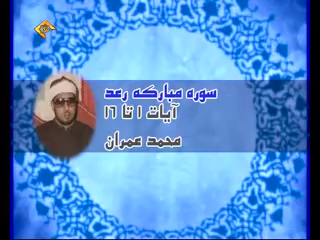 سوره مبارکه رعد
آیات ۱ تا ۱۶
محمد عمران